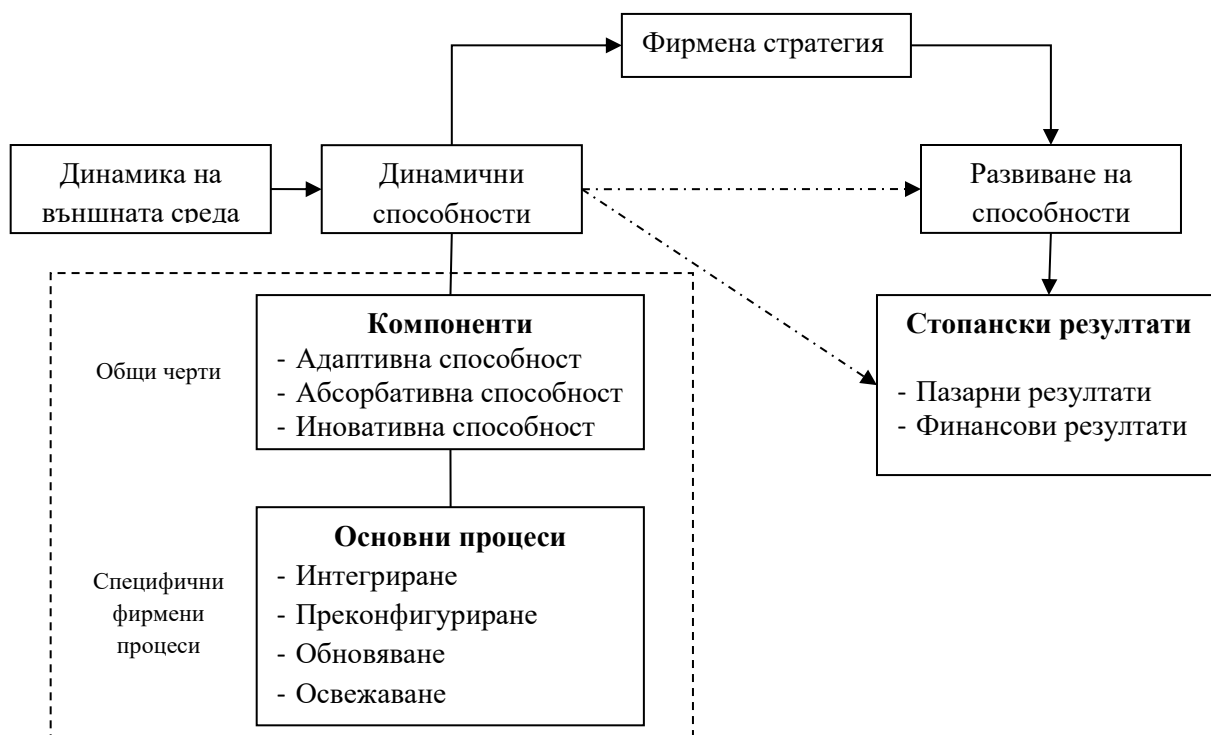 Фирмена стратегия
Динамика на
външната среда
Динамични
способности
Развиване на
способности
Общи черти
Компоненти
- Адаптивна способност
- Абсорбативна способност
- Иновативна способност
Стопански резултати
- Пазарни резултати
- Финансови резултати
Специфични
фирмени
процеси
Основни процеси
- Интегриране
- Преконфигуриране
- Обновяване
- Освежаване